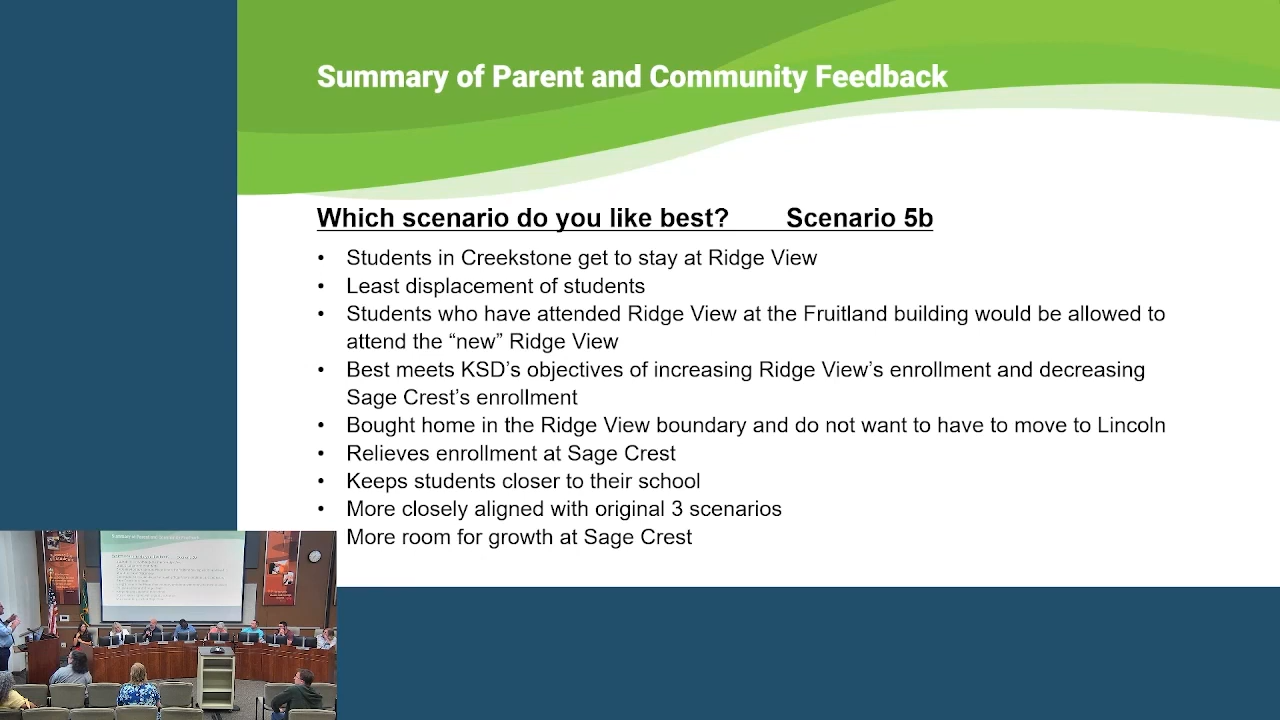 Summary of Parent and Community Feedback
Which scenario do you like best? Scenario 5b
• Students in Creekstone get to stay at Ridge View
• Least displacement of students
• Students who have attended Ridge View at the Fruitland building would be allowed to
attend the “new” Ridge View
• Best meets KSD’s objectives of increasing Ridge View’s enrollment and decreasing
Sage Crest’s enrollment
• Bought home in the Ridge View boundary and do not want to have to move to Lincoln
• Relieves enrollment at Sage Crest
• Keeps students closer to their school
• More closely aligned with original 3 scenarios
More room for growth at Sage Crest